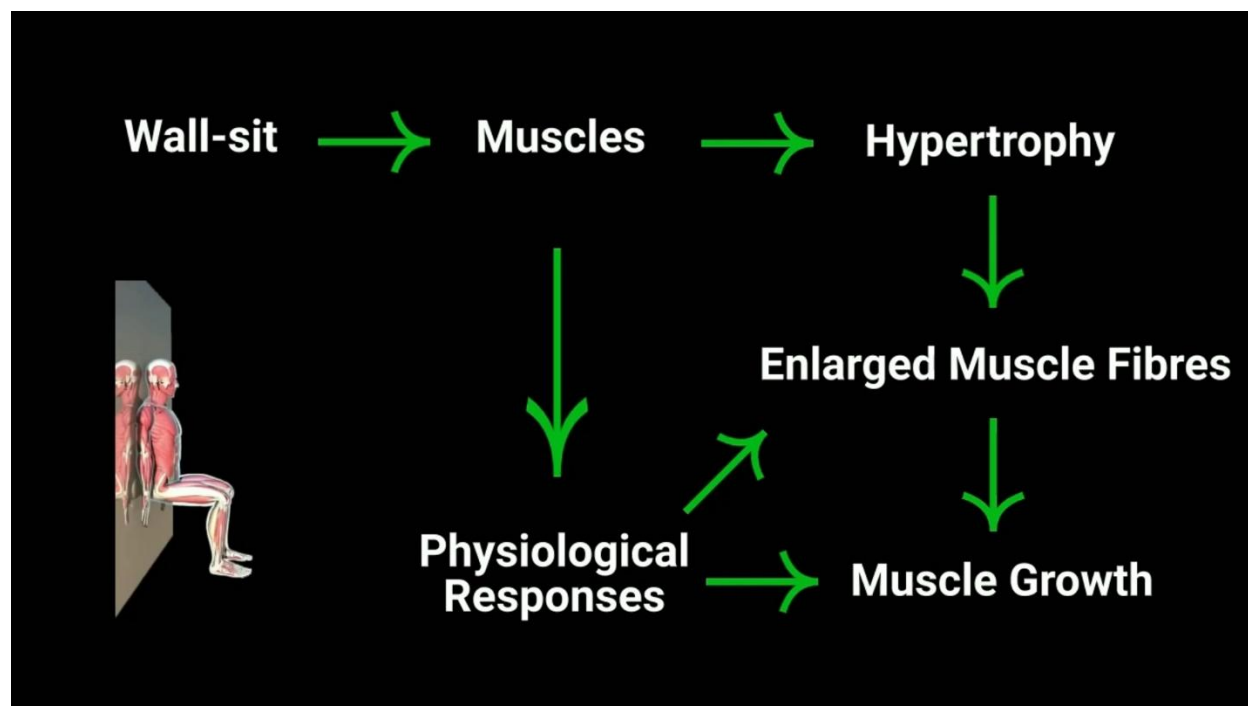 Wall-sit
Muscles
Hypertrophy
Enlarged Muscle Fibres
Physiological
Responses
Muscle Growth